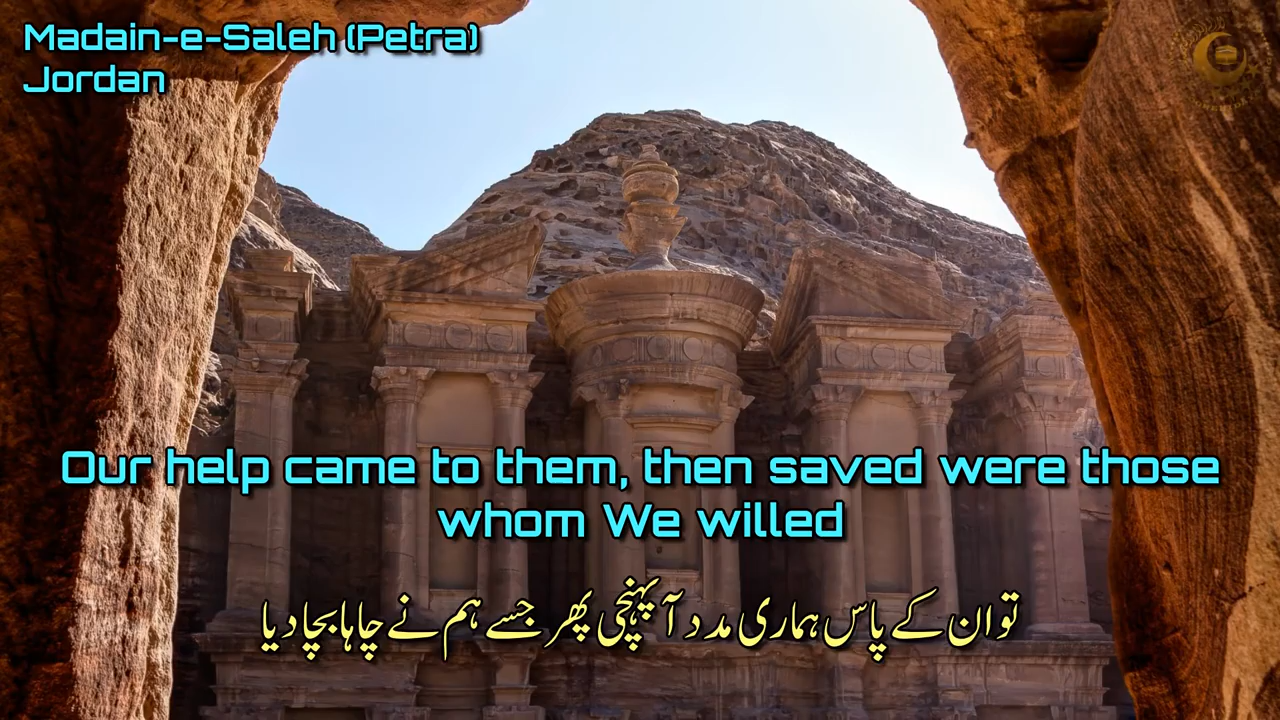 Madain-e-Saleh (Petra)
Jordan
Our help came to them, then saved were those
whom We willed
تو ان کے پاس ہماری مدد آ پہنچی پھر جسے ہم نے چاہا بچا دیا